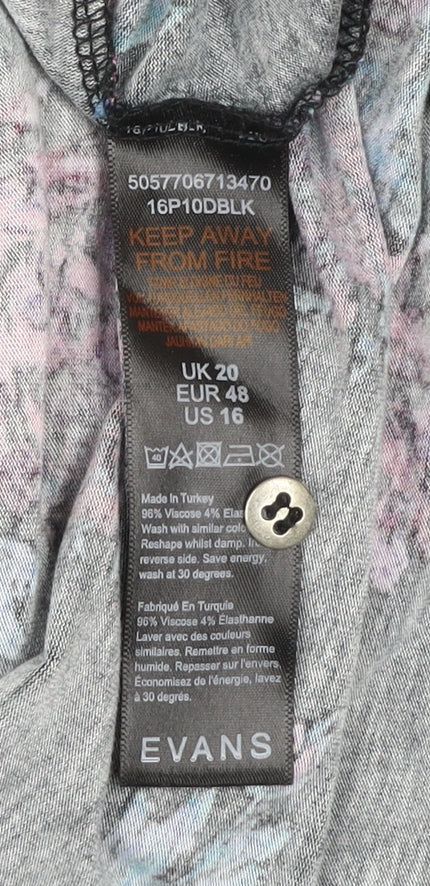 5057706713470
16P10DBLK
KEEP AWAY
FROM FIRE
UK 20
EUR 48
US 16
40
Made In Turkey
96% Viscose 4%
Wash with similar
Reshape whilst damp.
reverse side. Save energy,
wash at 30 degrees.
Fabriqué En Turquie
96% Viscose 4% Elasthanne
Laver avec des couleurs
similaires. Remettre en forme
humide. Repasser sur l'envers
Économisez de l'énergie, lavez
à 30 degrés.
EVANS